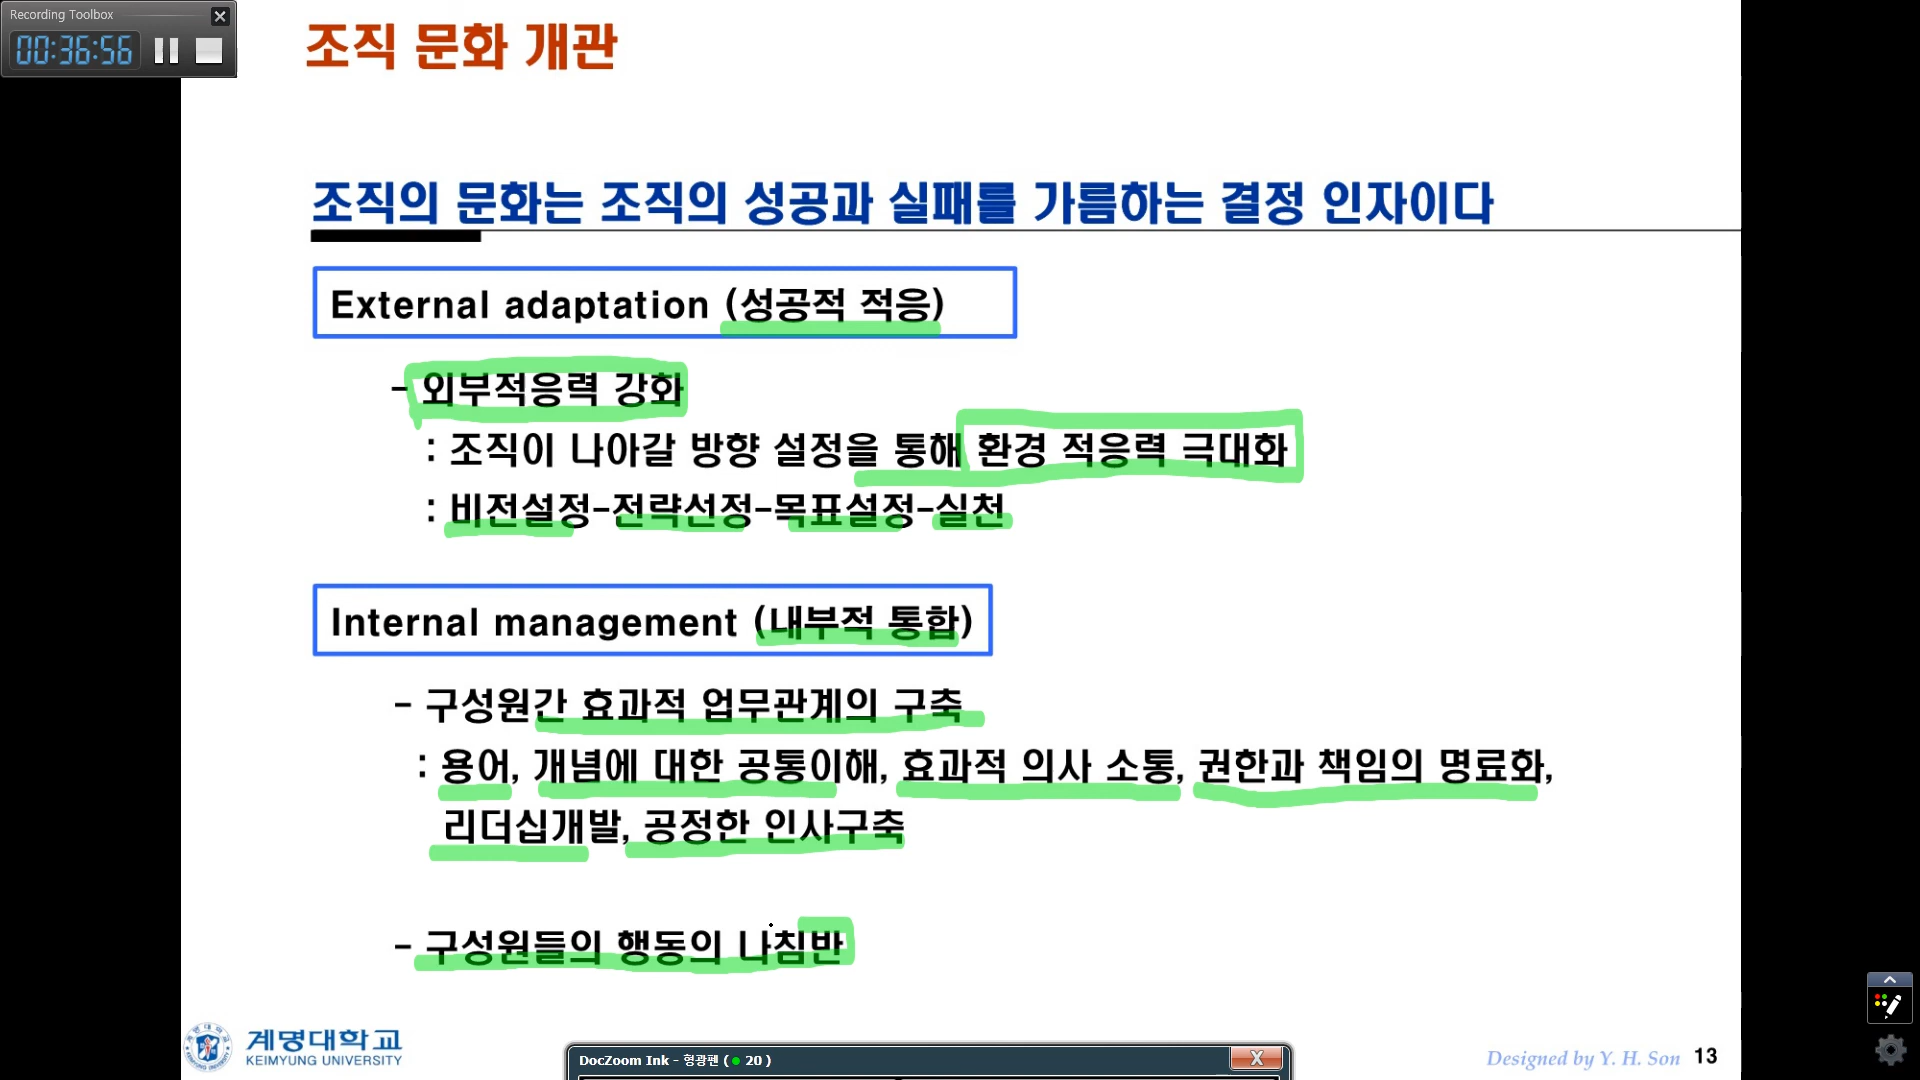 Recording Toolbox
00:36:56
조직 문화 개관
조직의 문화는 조직의 성공과 실패를 가름하는 결정 인자이다
External adaptation (성공적 적응)
- 외부적응력 강화
: 조직이 나아갈 방향 설정을 통해 환경 적응력 극대화
: 비전설정-전략선정-목표설정-실천
Internal management (내부적 통합)
- 구성원간 효과적 업무관계의 구축
: 용어, 개념에 대한 공통이해, 효과적 의사 소통, 권한과 책임의 명료화,
리더십개발, 공정한 인사구축
- 구성원들의 행동의 나침반
계명대학교
KEIMYUNG UNIVERSITY
DocZoom Ink - 형광펜 ( 20 )
Designed by Y. H. Son 13